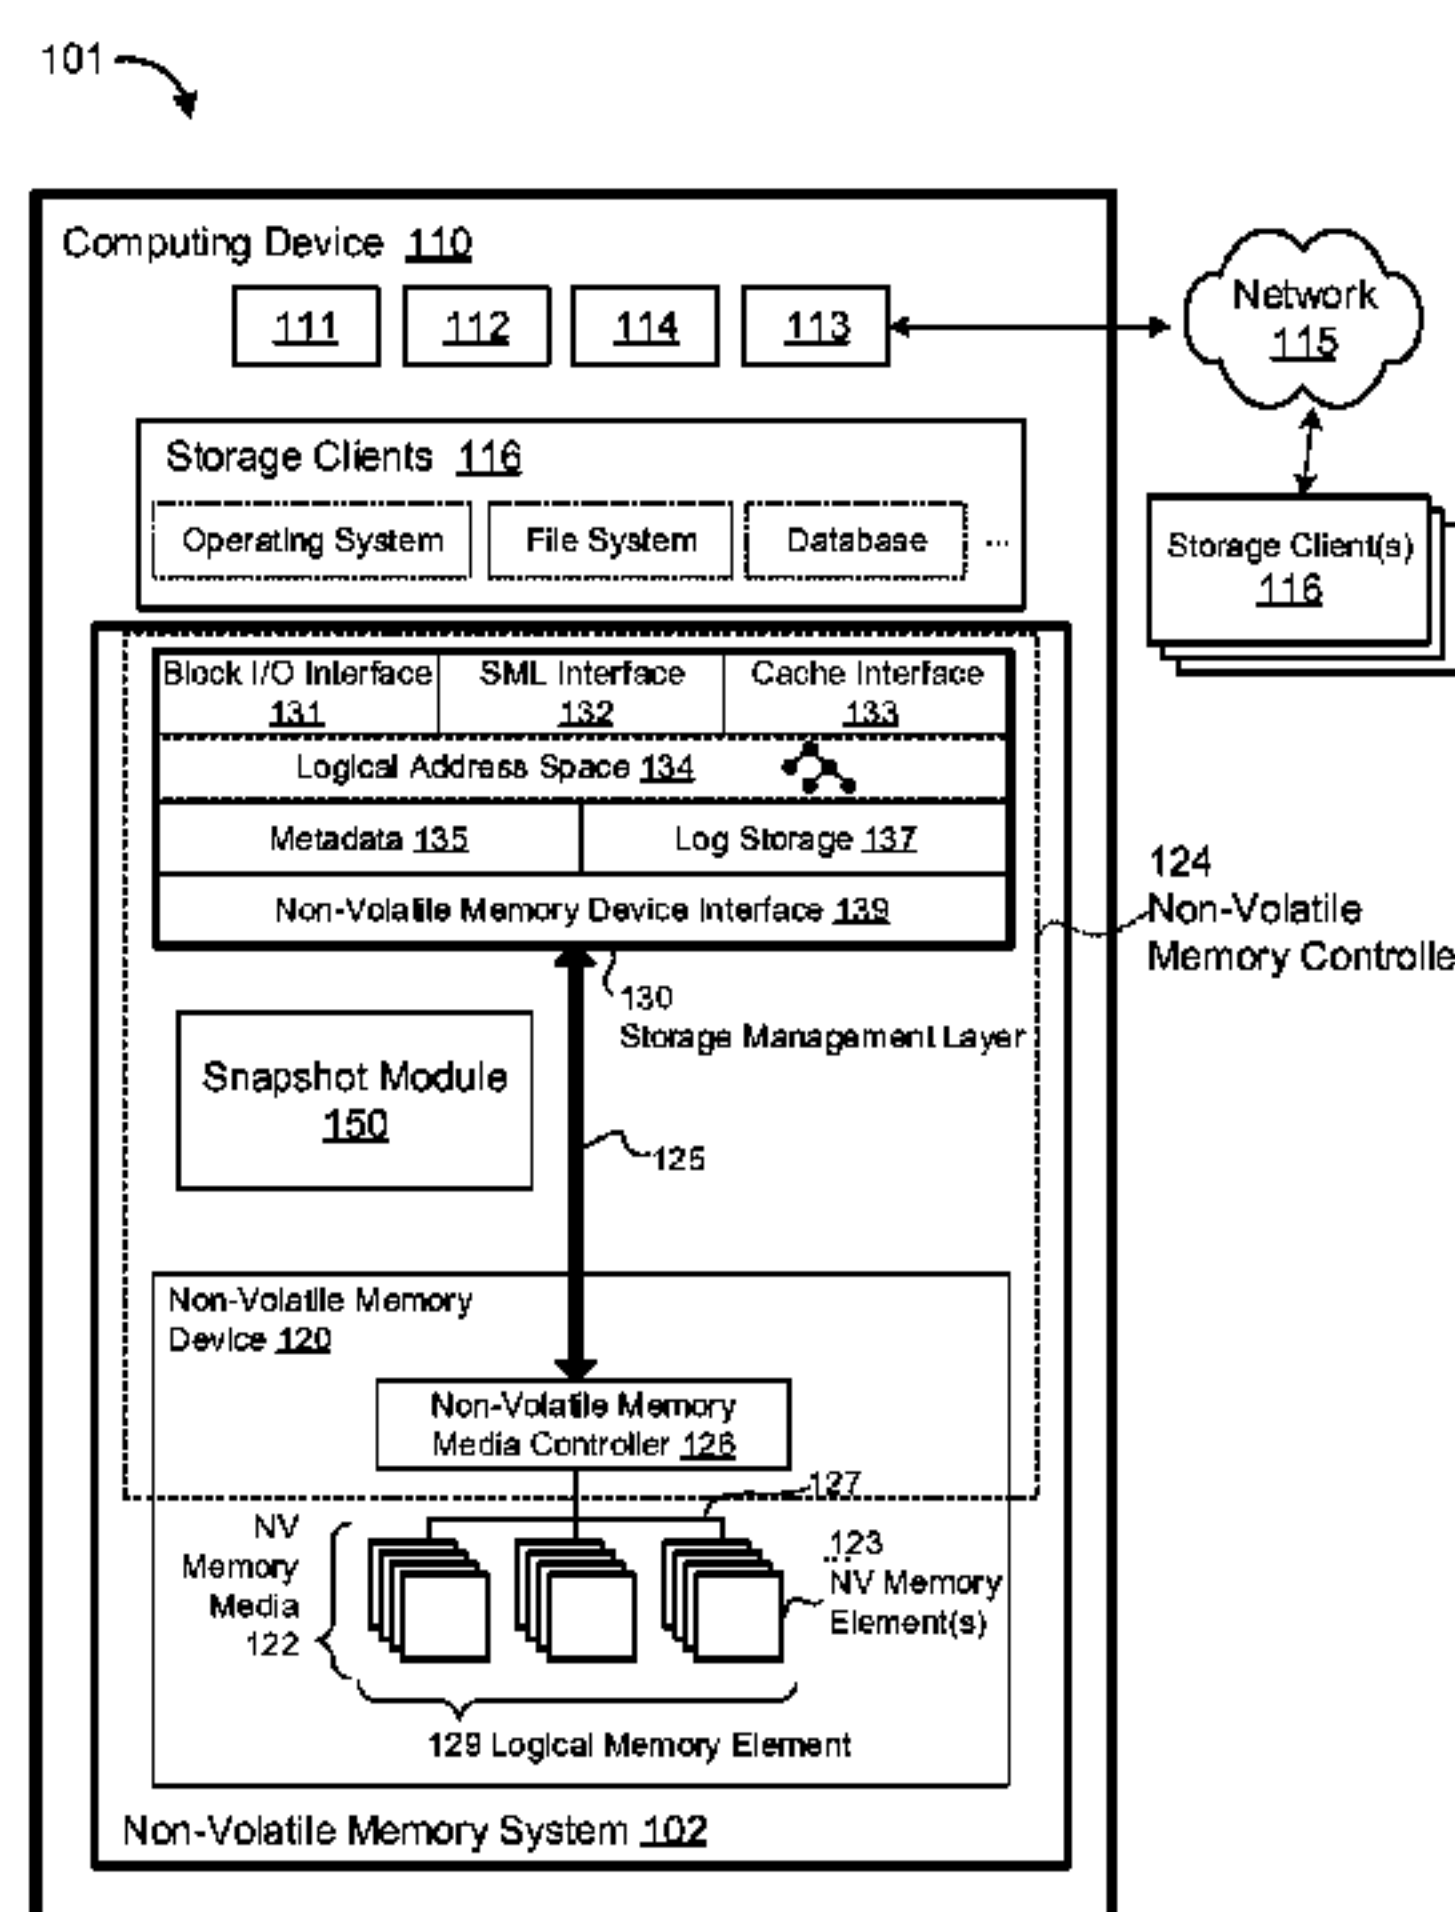 101
Computing Device 110
111 112 114 113
Network
115
Storage Clients 116
Operating System File System Database ...
Storage Client(s)
116
Block I/O Interface
131
SML Interface
132
Cache Interface
133
Logical Address Space 134
Metadata 135 Log Storage 137
Non-Volatile Memory Device Interface 139
124
Non-Volatile
Memory Controlle
130
Storage Management Layer
Snapshot Module
150
125
Non-Volatile Memory
Device 120
Non-Volatile Memory
Media Controller 126
127
NV
Memory
Media
122
...
123
NV Memory
Element(s)
129 Logical Memory Element
Non-Volatile Memory System 102